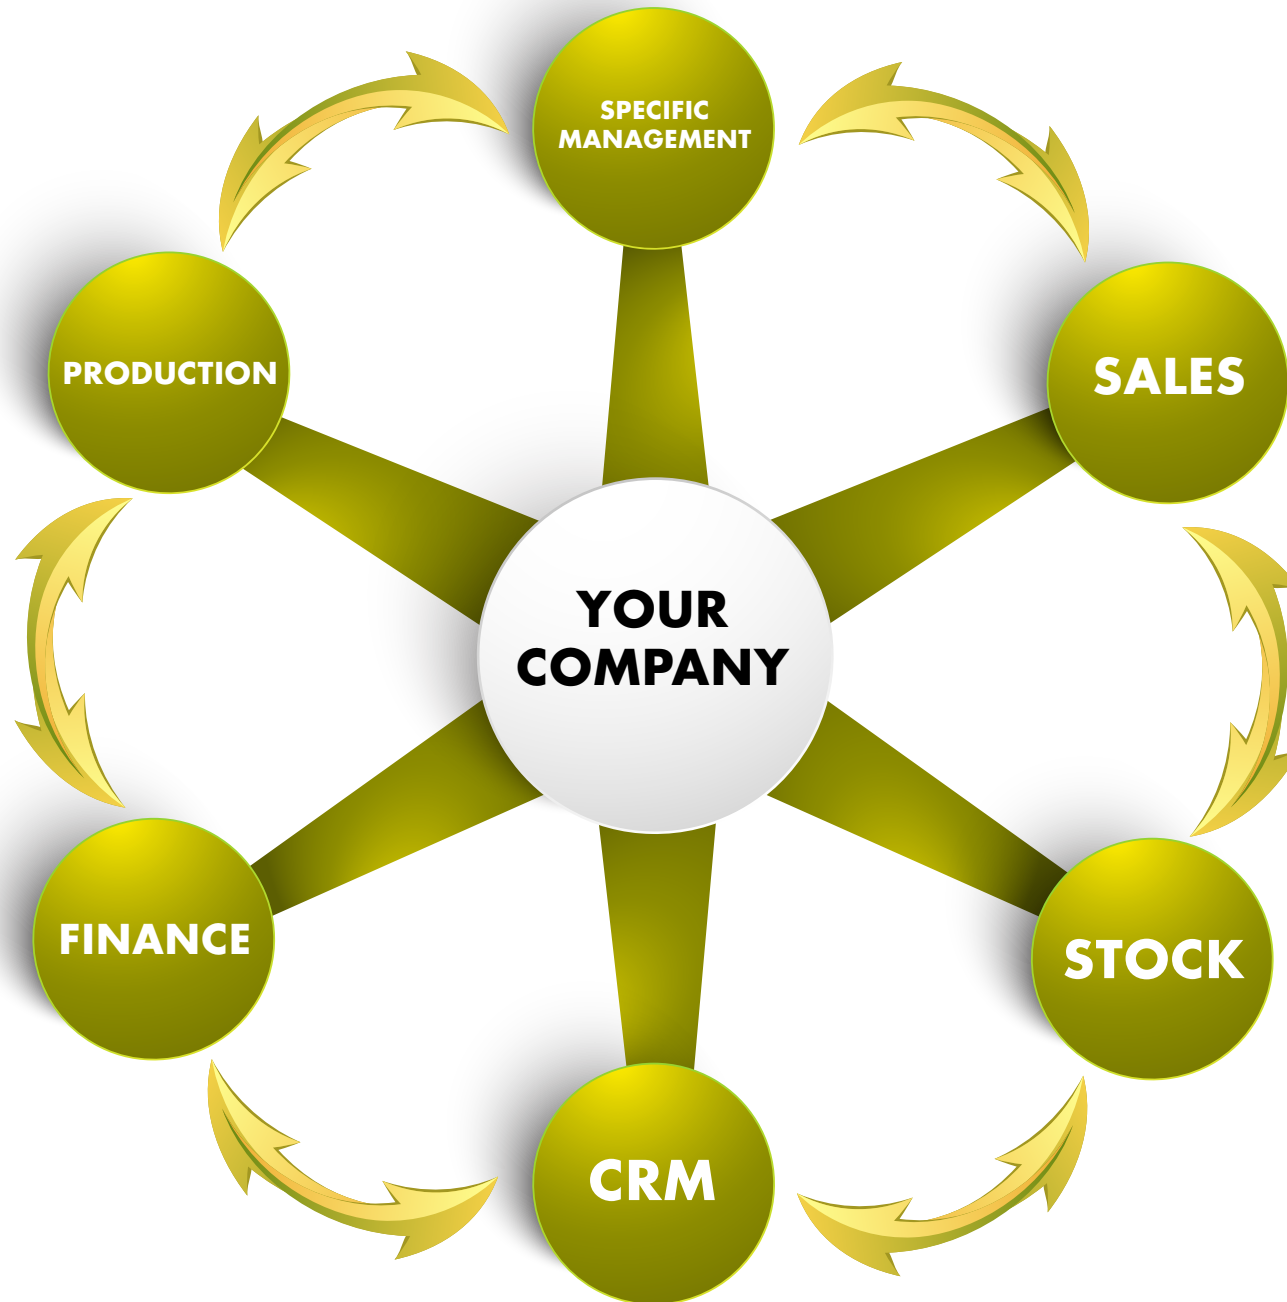 SPECIFIC
MANAGEMENT
PRODUCTION
SALES
YOUR
COMPANY
FINANCE
STOCK
CRM